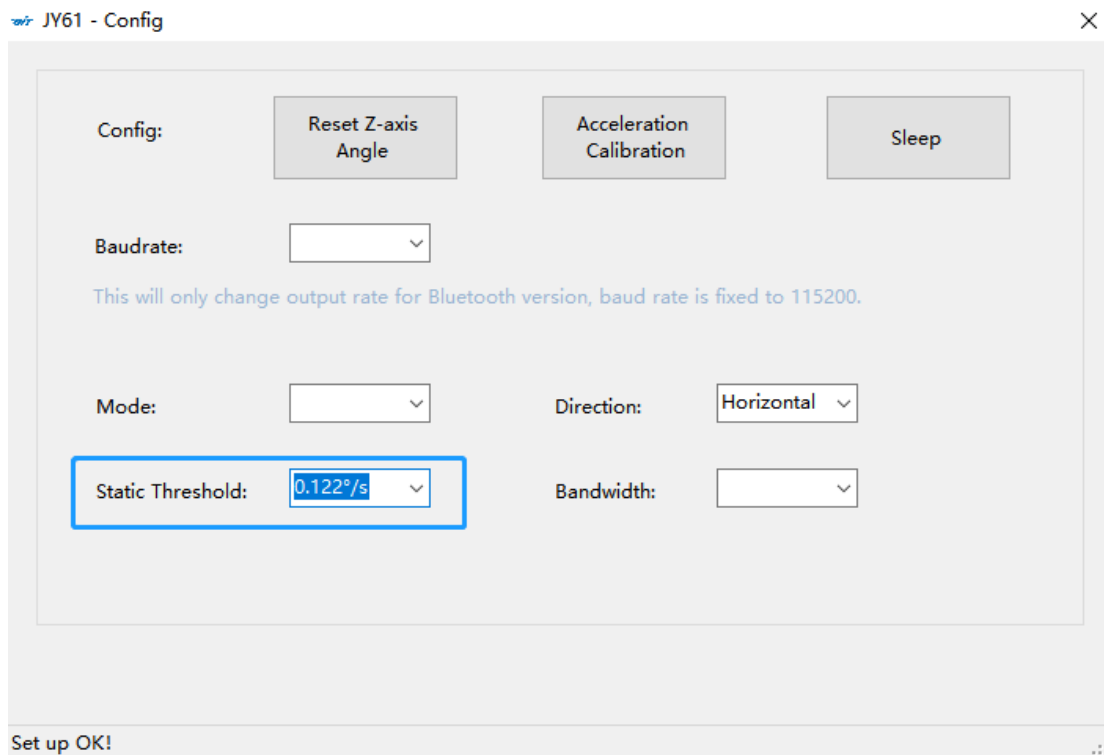 JY61 - Config
Config:
Reset Z-axis
Angle
Acceleration
Calibration
Sleep
Baudrate:
This will only change output rate for Bluetooth version, baud rate is fixed to 115200.
Mode:
Direction:
Horizontal
Static Threshold:
0.122°/s
Bandwidth:
Set up OK!